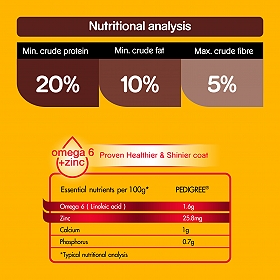 Nutritional analysis
Min. crude protein Min. crude fat Max. crude fibre
20% 10% 5%
omega 6
+zinc
Proven Healthier & Shinier coat
Essential nutrients per 100g* PEDIGREE®
Omega 6 ( Linoleic acid ) 1.6g
Zinc 25.8mg
Calcium 1g
Phosphorus 0.7g
*Typical nutritional analysis